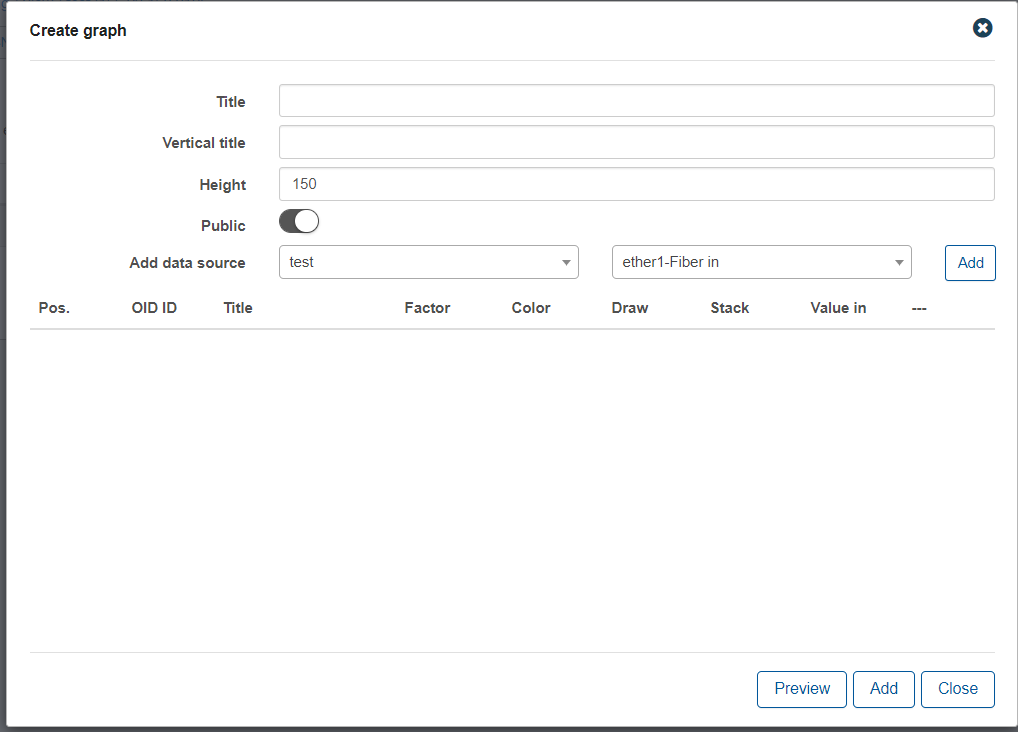 Create graph
Title
Vertical title
Height 150
Public
Add data source test ether1-Fiber in Add
Pos. OID ID Title Factor Color Draw Stack Value in ---
Preview Add Close